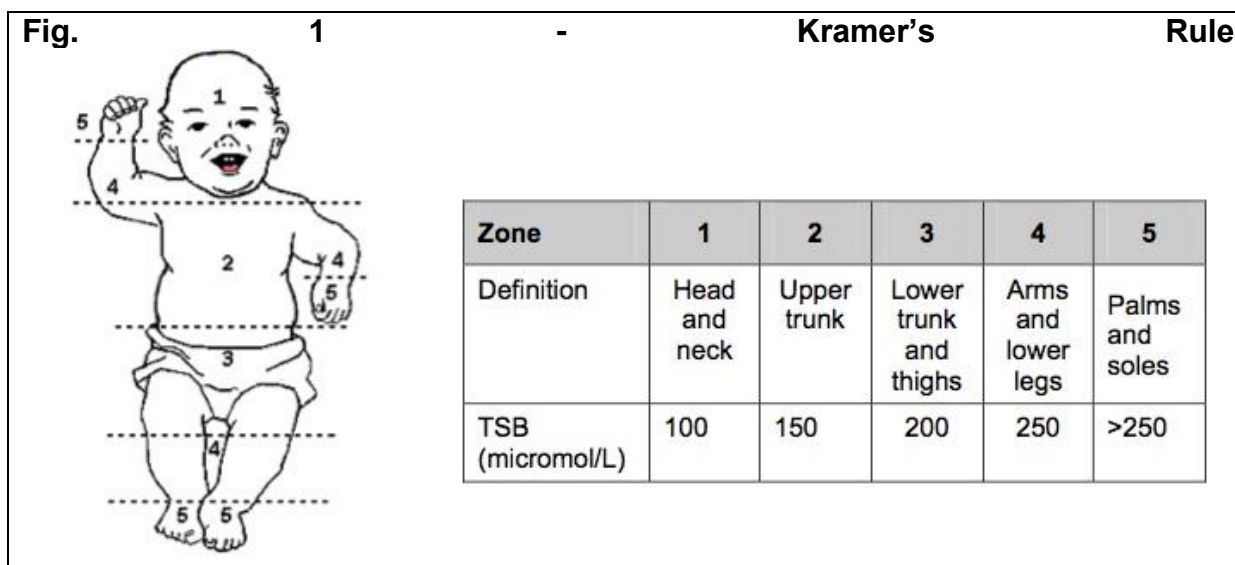 Fig. 1 - Kramer's Rule
1
5
4
2
4
5
3
4
5 5
Zone 1 2 3 4 5
Definition Head and neck Upper trunk Lower trunk and thighs Arms and lower legs Palms and soles
TSB (micromol/L) 100 150 200 250 >250